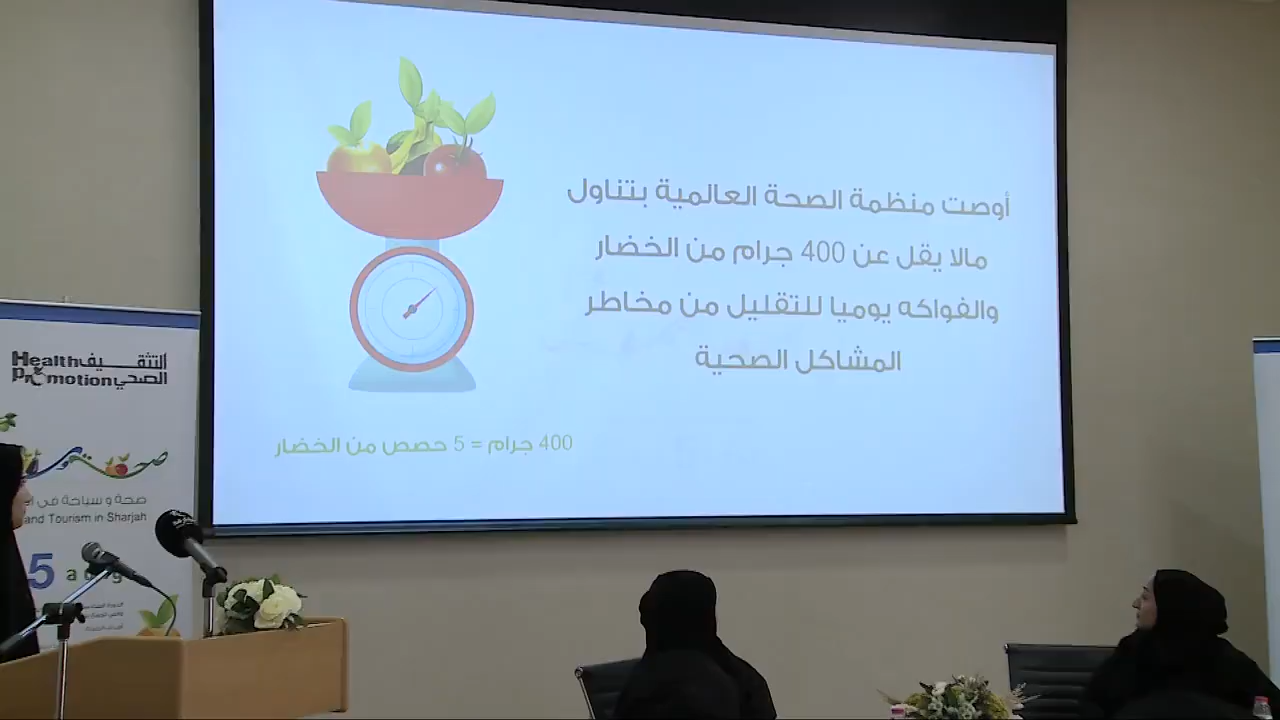 أوصت منظمة الصحة العالمية بتناول
مالا يقل عن 400 جرام من الخضار
والفواكه يوميا للتقليل من مخاطر
المشاكل الصحية
400 جرام = 5 حصص من الخضار
Health التثقيف
Promotion الصحي
صحة و سياحة في
and Tourism in Sharjah
5 a